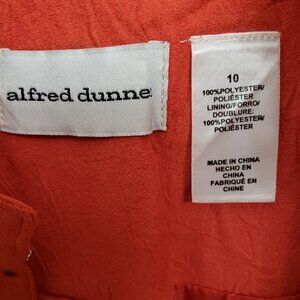 alfred dunne
10
100%POLYESTER/
POLIÉSTER
LINING/FORRO/
DOUBLURE:
100%POLYESTER/
POLIÉSTER
MADE IN CHINA
HECHO EN
CHINA
FABRIQUÉ EN
CHINE